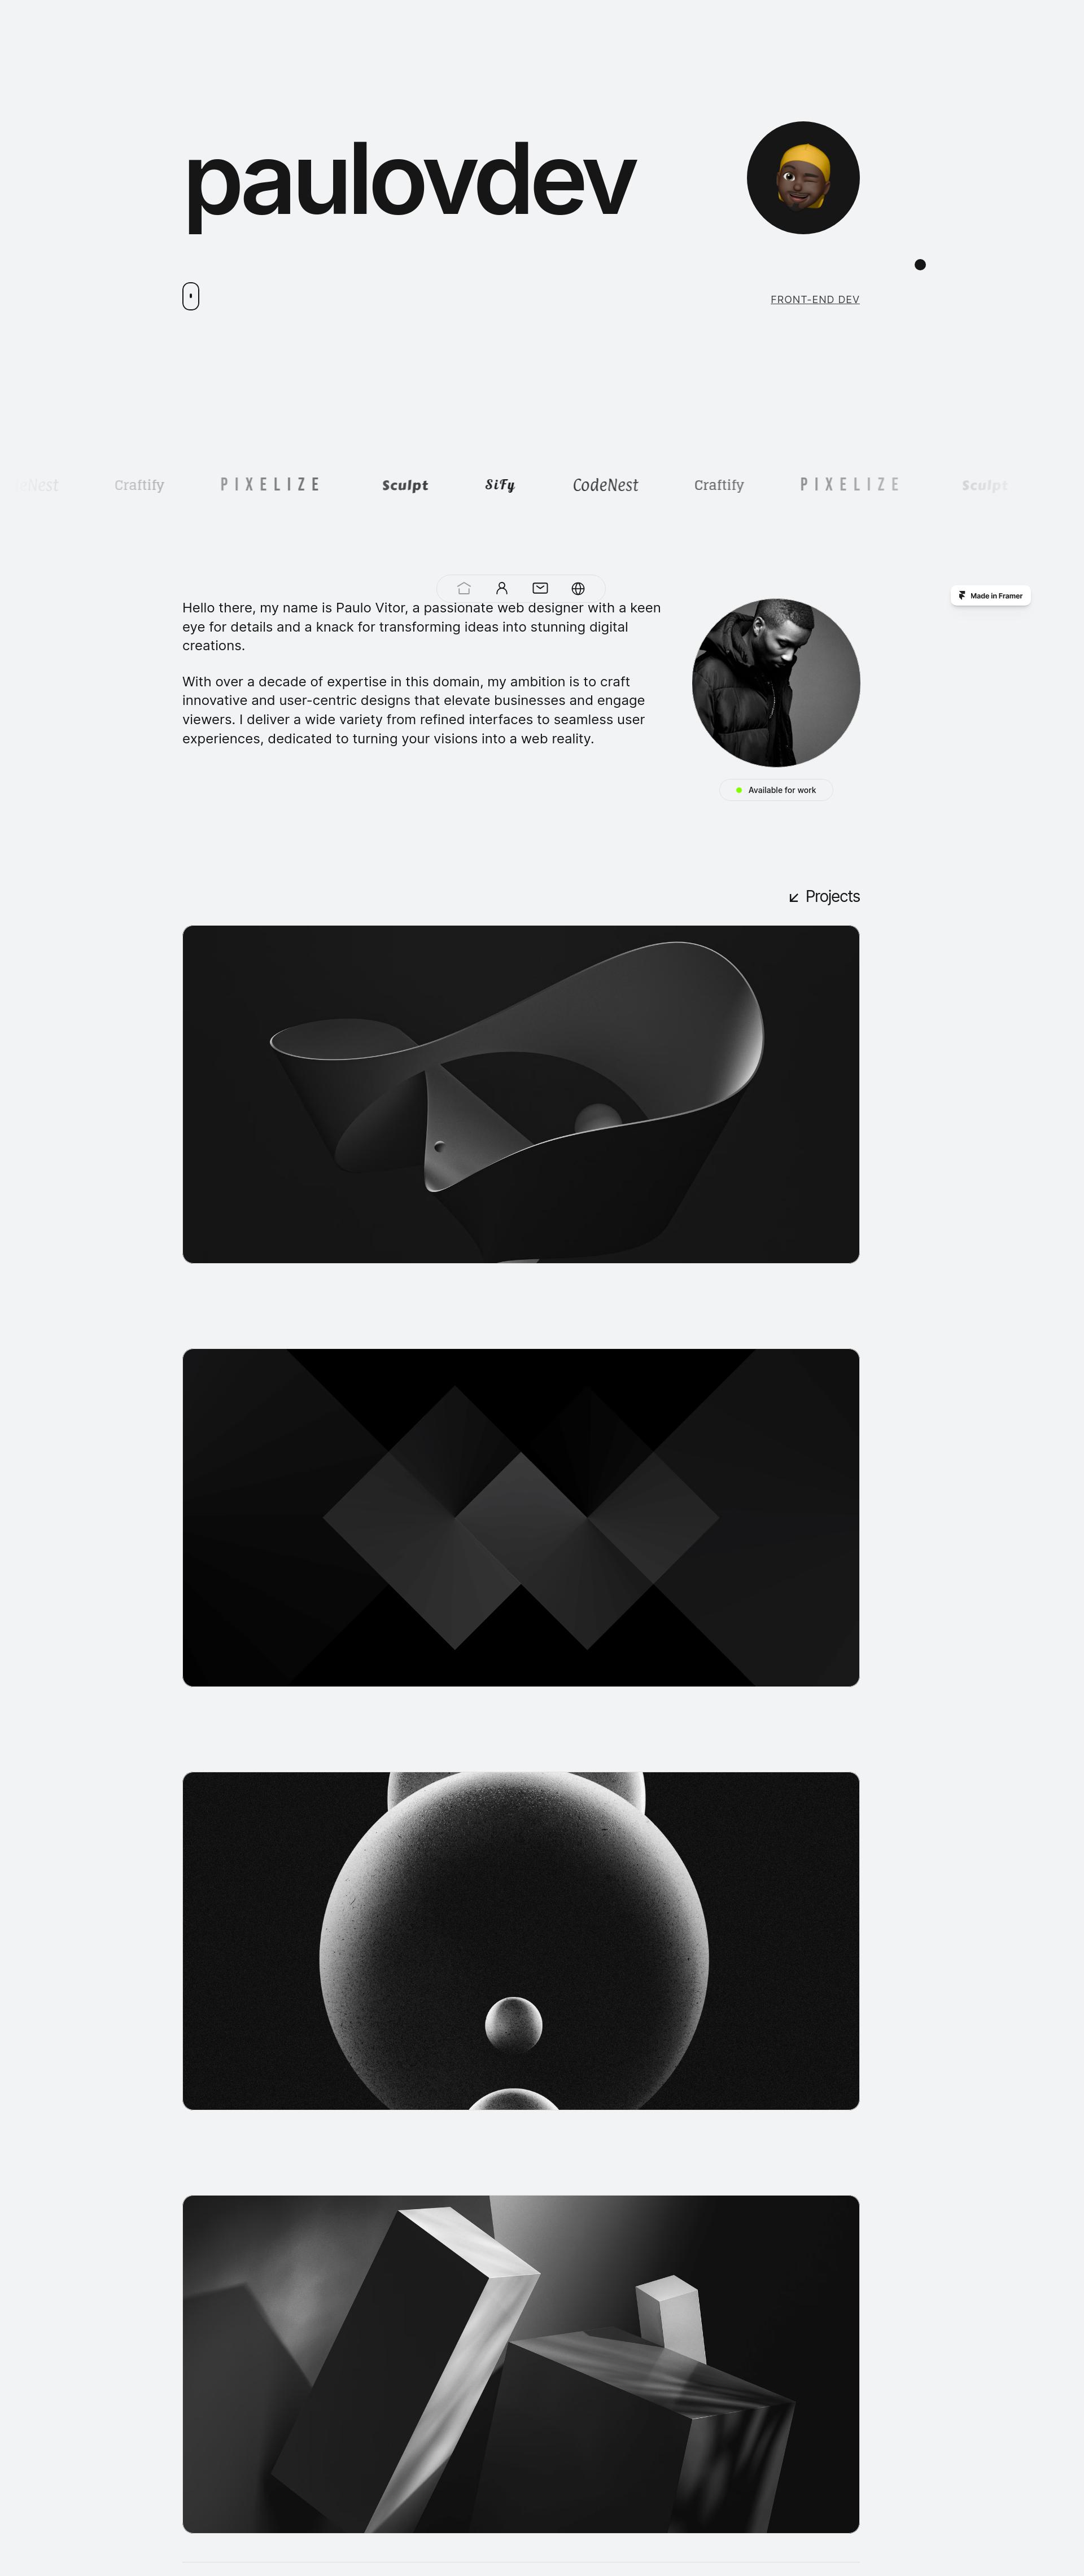 paulovdev
FRONT-END DEV
eNest Craftify PIXELIZE Sculpt SiFy CodeNest Craftify PIXELIZE Sculpt
Made in Framer
Hello there, my name is Paulo Vitor, a passionate web designer with a keen
eye for details and a knack for transforming ideas into stunning digital
creations.
With over a decade of expertise in this domain, my ambition is to craft
innovative and user-centric designs that elevate businesses and engage
viewers. I deliver a wide variety from refined interfaces to seamless user
experiences, dedicated to turning your visions into a web reality.
Available for work
Projects